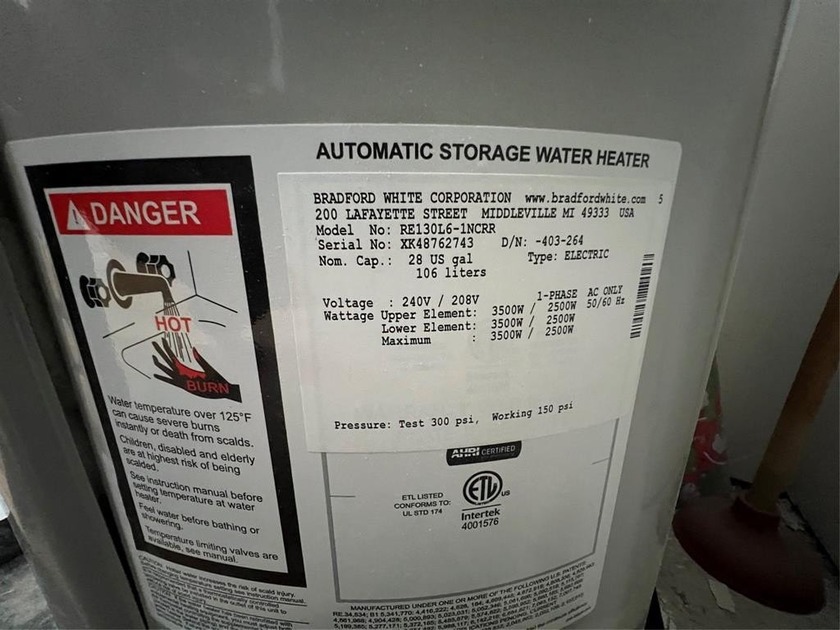 AUTOMATIC STORAGE WATER HEATER
DANGER
HOT
BURN
Water temperature over 125°F
can cause severe burns
instantly or death from scalds.
Children, disabled and elderly
are at highest risk of being
scalded.
See instruction manual before
setting temperature at water
heater.
Feel water before bathing or
showering.
Temperature limiting valves are
available, see manual.
BRADFORD WHITE CORPORATION www.bradfordwhite.com 5
200 LAFAYETTE STREET MIDDLEVILLE MI 49333 USA
Model No: RE130L6-1NCRR
Serial No: XK48762743 D/N: -403-264
Nom. Cap.: 28 US gal Type: ELECTRIC
106 liters
Voltage : 240V / 208V 1-PHASE AC ONLY
50/60 Hz
Wattage Upper Element: 3500W / 2500W
Lower Element: 3500W / 2500W
Maximum : 3500W / 2500W
Pressure: Test 300 psi, Working 150 psi
AHRI CERTIFIED
ETL LISTED
CONFORMS TO:
UL STD 174
ETL US
Intertek
4001576
MANUFACTURED UNDER ONE OR MORE OF THE FOLLOWING U.S. PATENTS